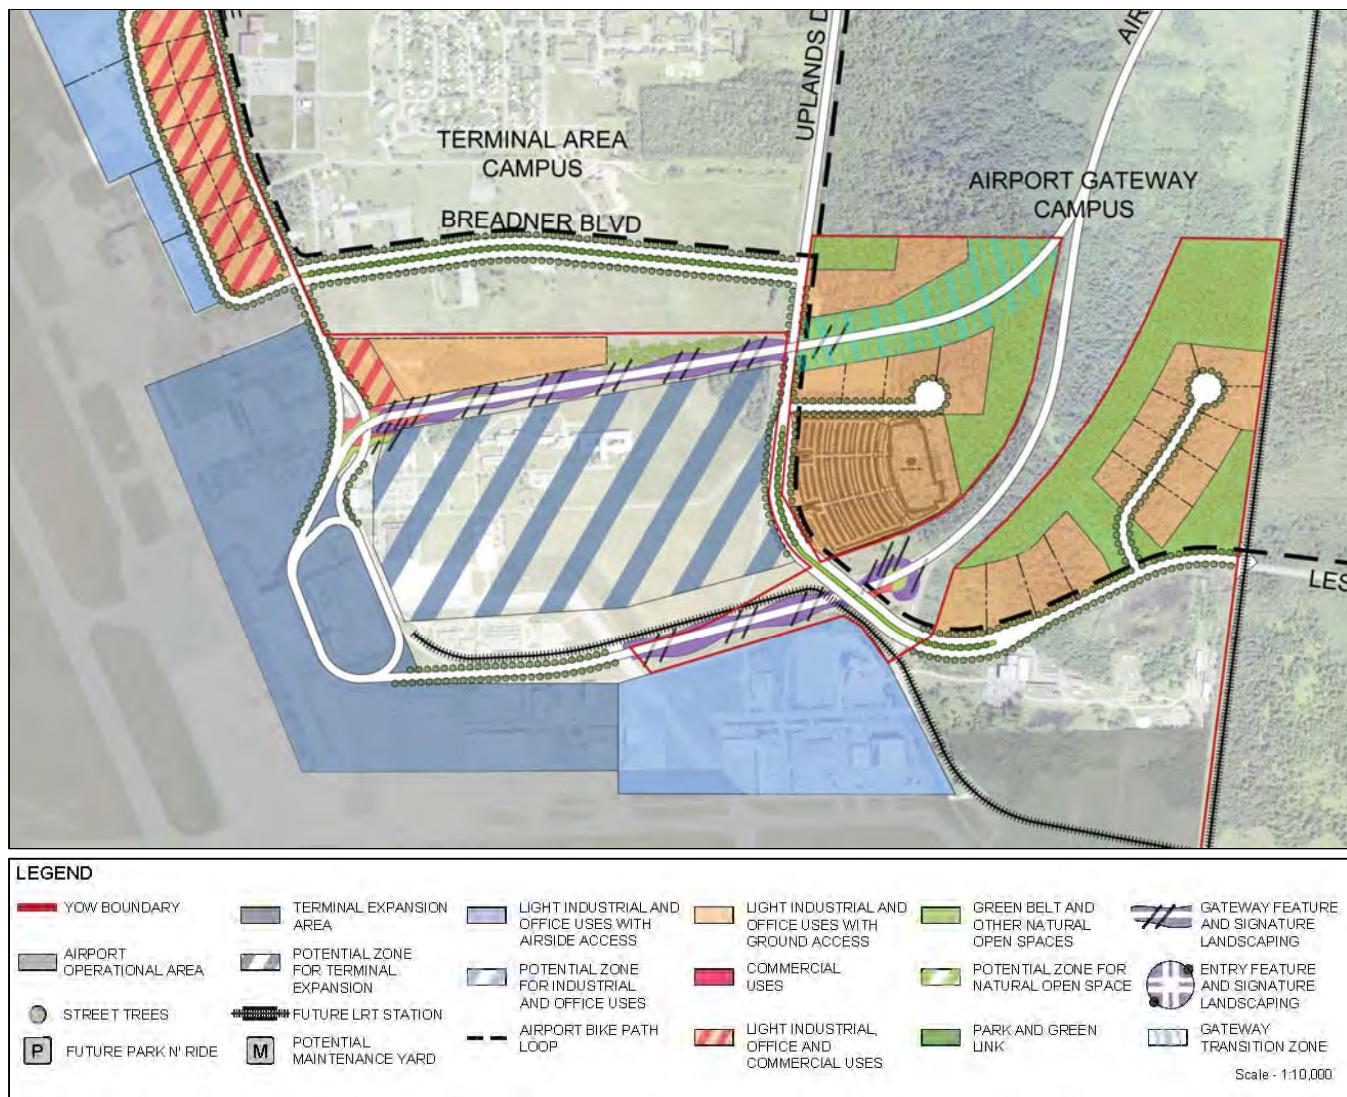 UPLANDS D
AIR
TERMINAL AREA
CAMPUS
AIRPORT GATEWAY
CAMPUS
BREADNER BLVD
LES
LEGEND
YOW BOUNDARY
AIRPORT
OPERATIONAL AREA
STREET TREES
P FUTURE PARK N' RIDE
TERMINAL EXPANSION
AREA
POTENTIAL ZONE
FOR TERMINAL
EXPANSION
FUTURE LRT STATION
M POTENTIAL
MAINTENANCE YARD
LIGHT INDUSTRIAL AND
OFFICE USES WITH
AIRSIDE ACCESS
POTENTIAL ZONE
FOR INDUSTRIAL
AND OFFICE USES
AIRPORT BIKE PATH
LOOP
LIGHT INDUSTRIAL AND
OFFICE USES WITH
GROUND ACCESS
COMMERCIAL
USES
LIGHT INDUSTRIAL,
OFFICE AND
COMMERCIAL USES
GREEN BELT AND
OTHER NATURAL
OPEN SPACES
POTENTIAL ZONE FOR
NATURAL OPEN SPACE
PARK AND GREEN
LINK
GATEWAY FEATURE
AND SIGNATURE
LANDSCAPING
ENTRY FEATURE
AND SIGNATURE
LANDSCAPING
GATEWAY
TRANSITION ZONE
Scale - 1:10,000